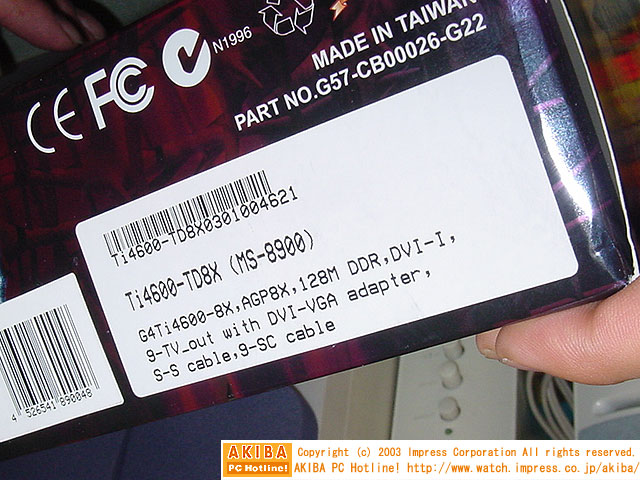 CE FC N1996
MADE IN TAIWAN
PART NO.G57-CB00026-G22
Ti4600-TD8X0301004621
Ti4600-TD8X (MS-8900)
G4Ti4600-8X,AGP8X,128M DDR,DVI-I,
9-TV_out with DVI-VGA adapter,
S-S cable,9-SC cable
4 526541 890048
AKIBA
PC Hotline!
Copyright (c) 2003 Impress Corporation All rights reserved.
AKIBA PC Hotline! http://www.watch.impress.co.jp/akiba/